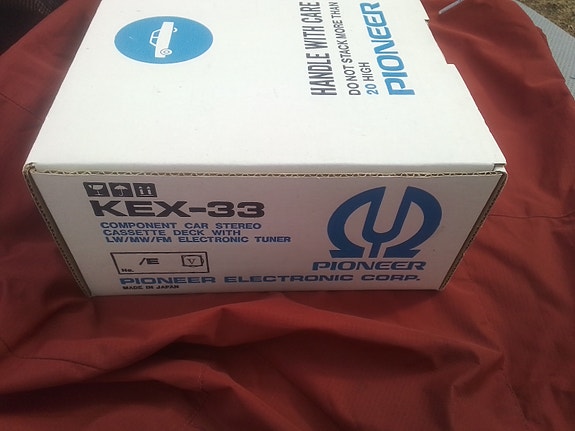 HANDLE WITH CARE
DO NOT STACK MORE THAN
20 HIGH
PIONEER
KEX-33
COMPONENT CAR STEREO
CASSETTE DECK WITH
LW/MW/FM ELECTRONIC TUNER
/E V
No.
PIONEER
PIONEER ELECTRONIC CORP.
MADE IN JAPAN